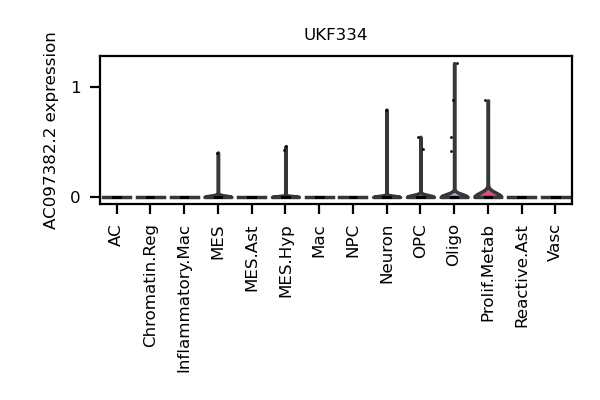 UKF334
AC097382.2 expression
1
0
AC
Chromatin.Reg
Inflammatory.Mac
MES
MES.Ast
MES.Hyp
Mac
NPC
Neuron
OPC
Oligo
Prolif.Metab
Reactive.Ast
Vasc